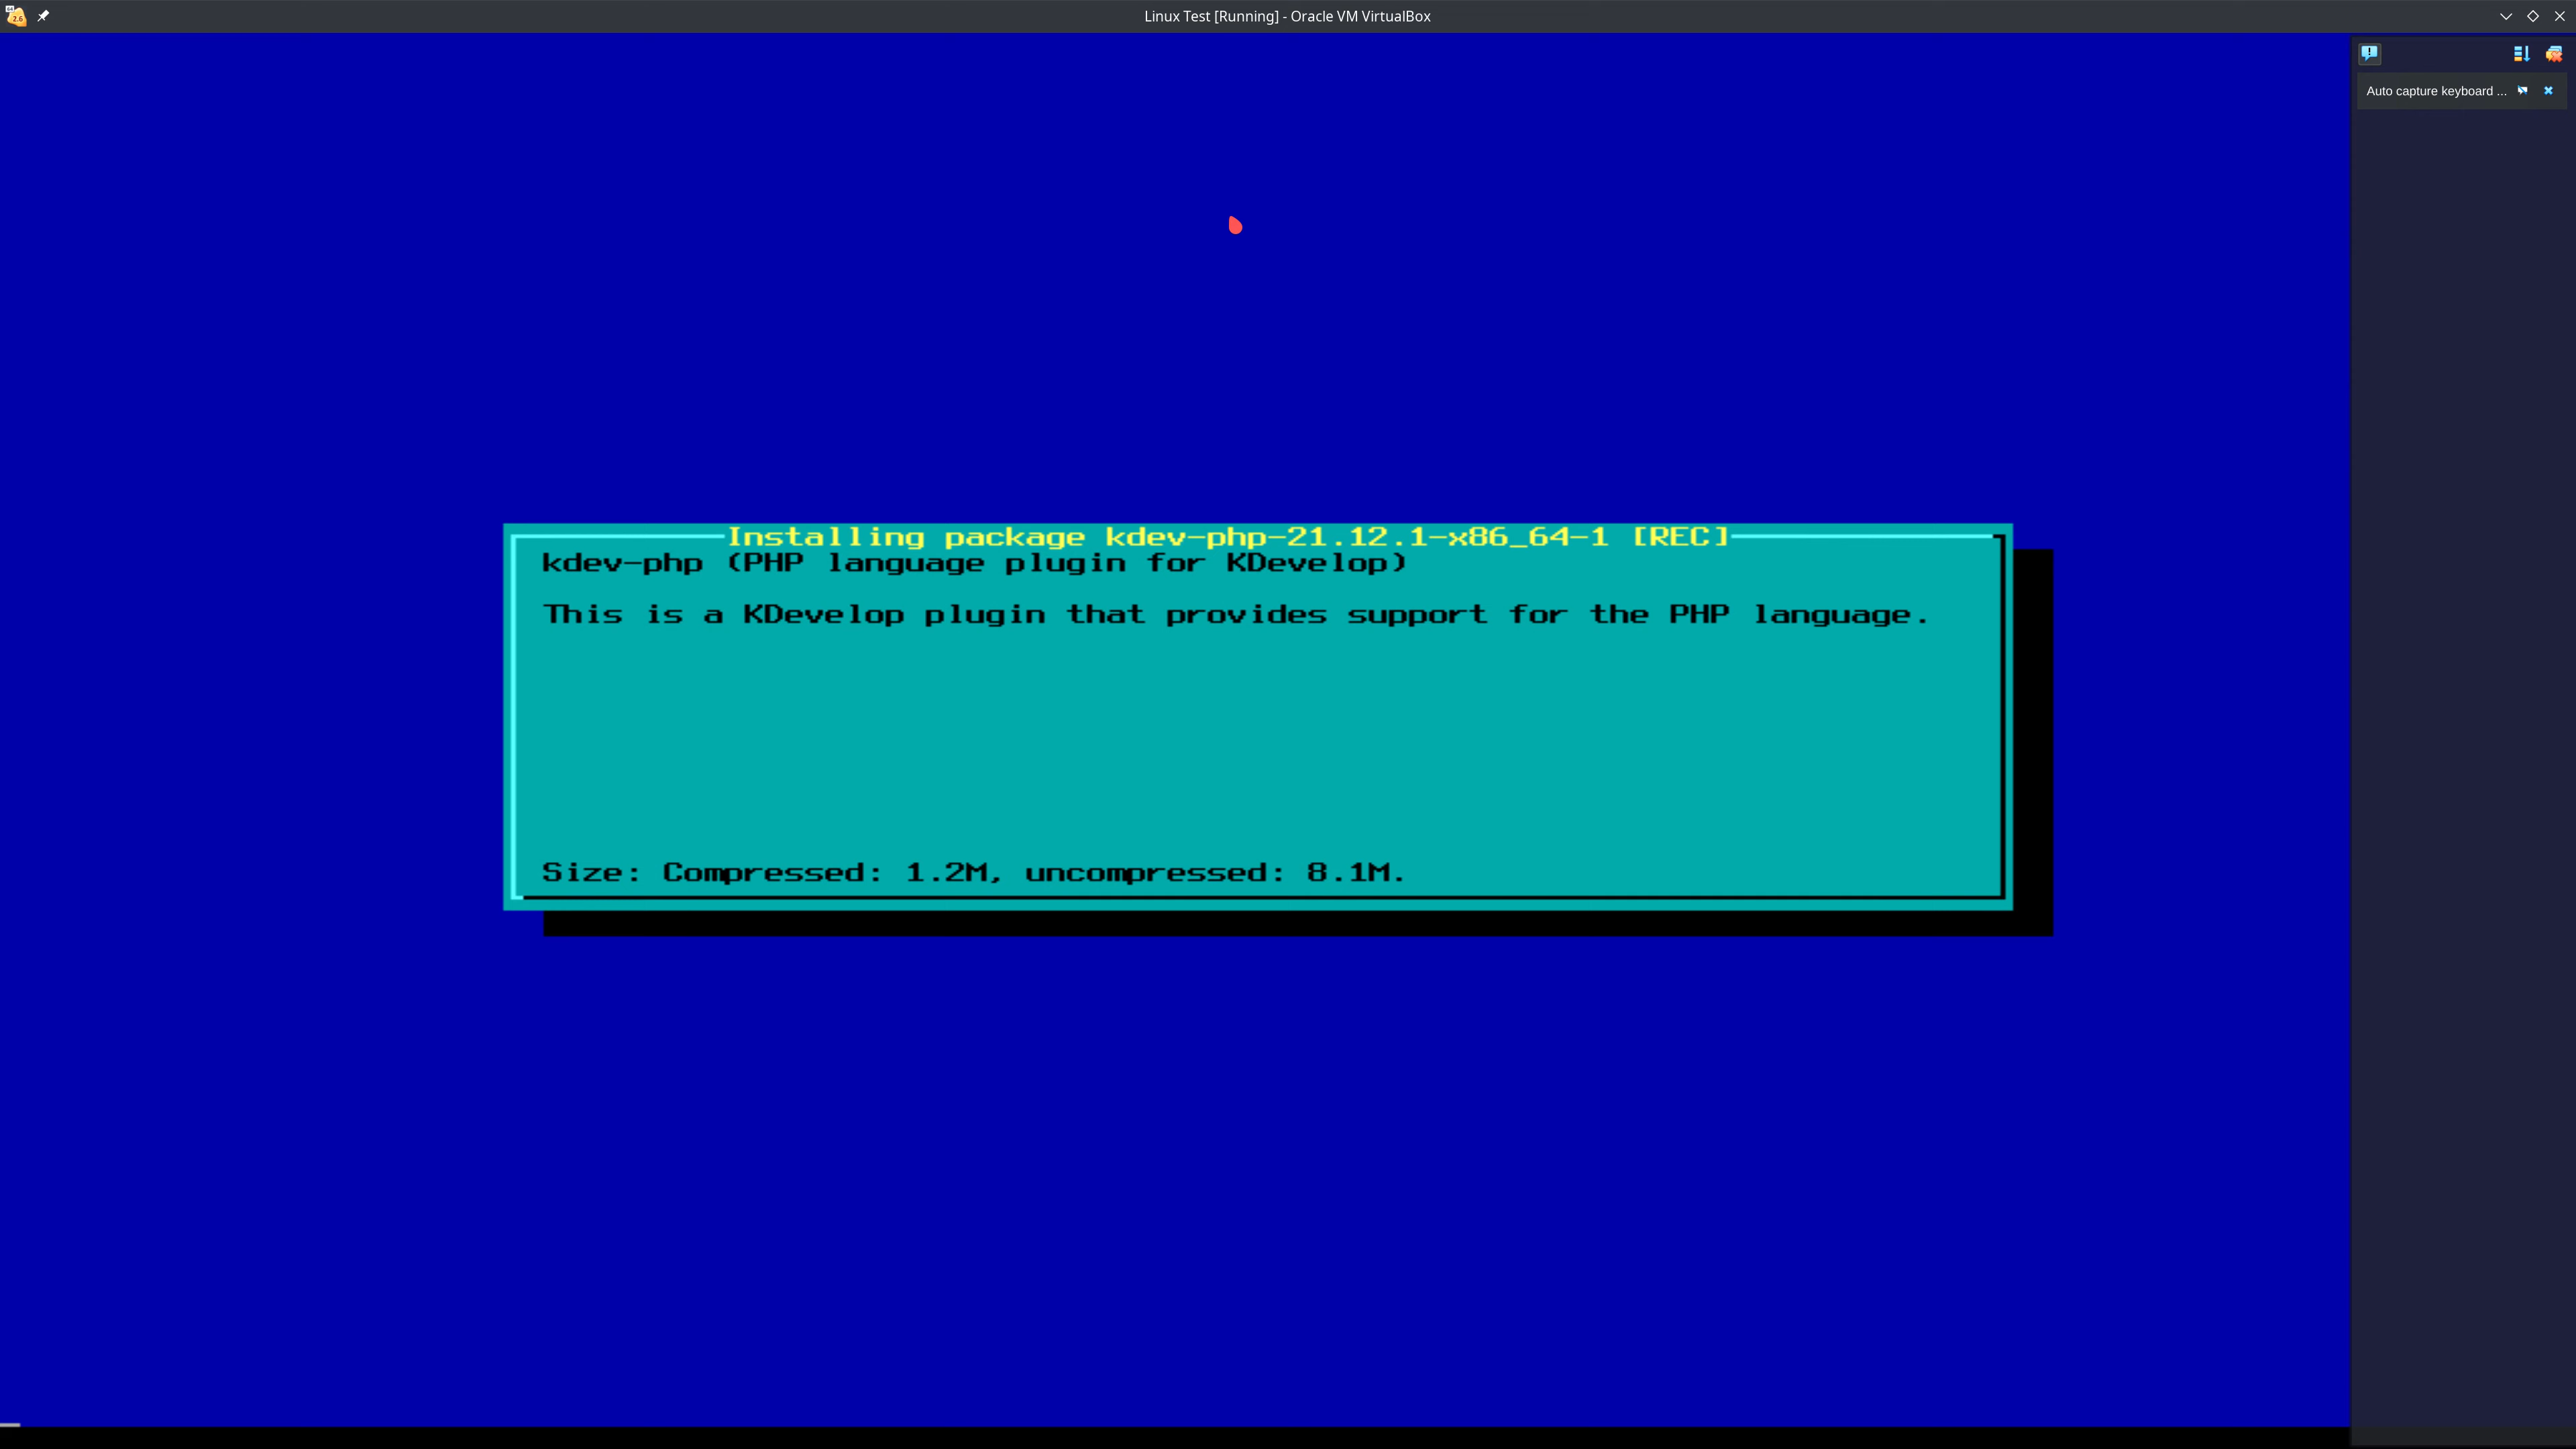 Linux Test [Running] - Oracle VM VirtualBox
Auto capture keyboard ...
Installing package kdev-php-21.12.1-x86_64-1 [REC]
kdev-php (PHP language plugin for KDevelop)
This is a KDevelop plugin that provides support for the PHP language.
Size: Compressed: 1.2M, uncompressed: 8.1M.